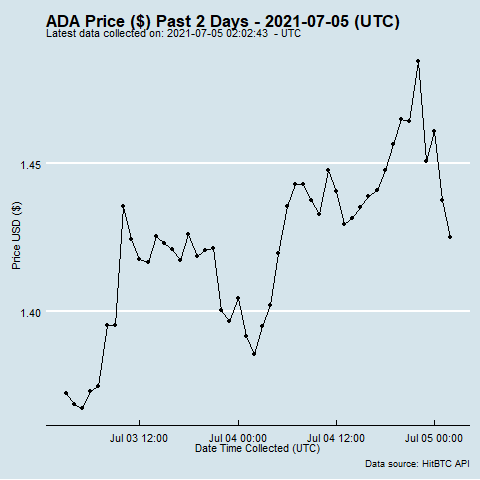 ADA Price ($) Past 2 Days - 2021-07-05 (UTC)
Latest data collected on: 2021-07-05 02:02:43 - UTC
1.45
Price USD ($)
1.40
Jul 03 12:00 Jul 04 00:00 Jul 04 12:00 Jul 05 00:00
Date Time Collected (UTC)
Data source: HitBTC API